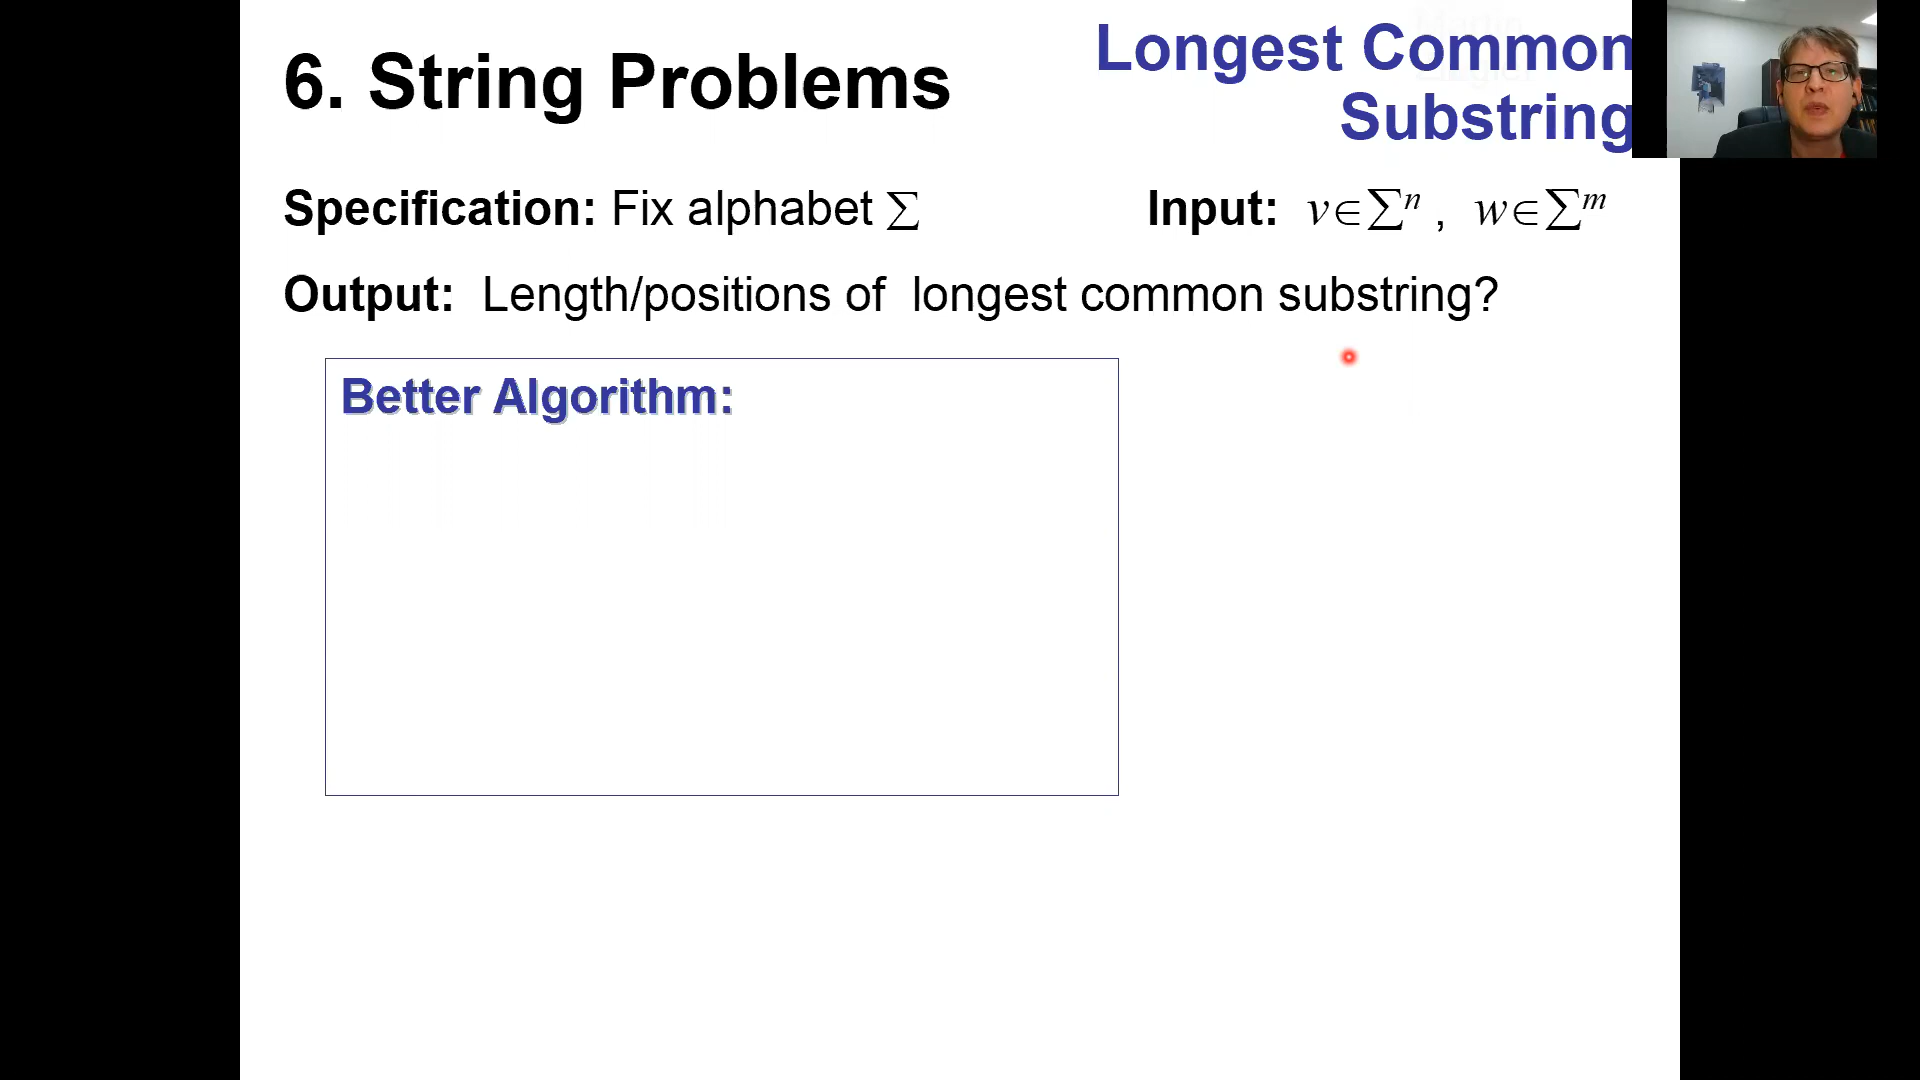 6. String Problems
Longest Common
Substring
Specification: Fix alphabet ∑
Input: v∈∑ⁿ , w∈∑ᵐ
Output: Length/positions of longest common substring?
Better Algorithm: